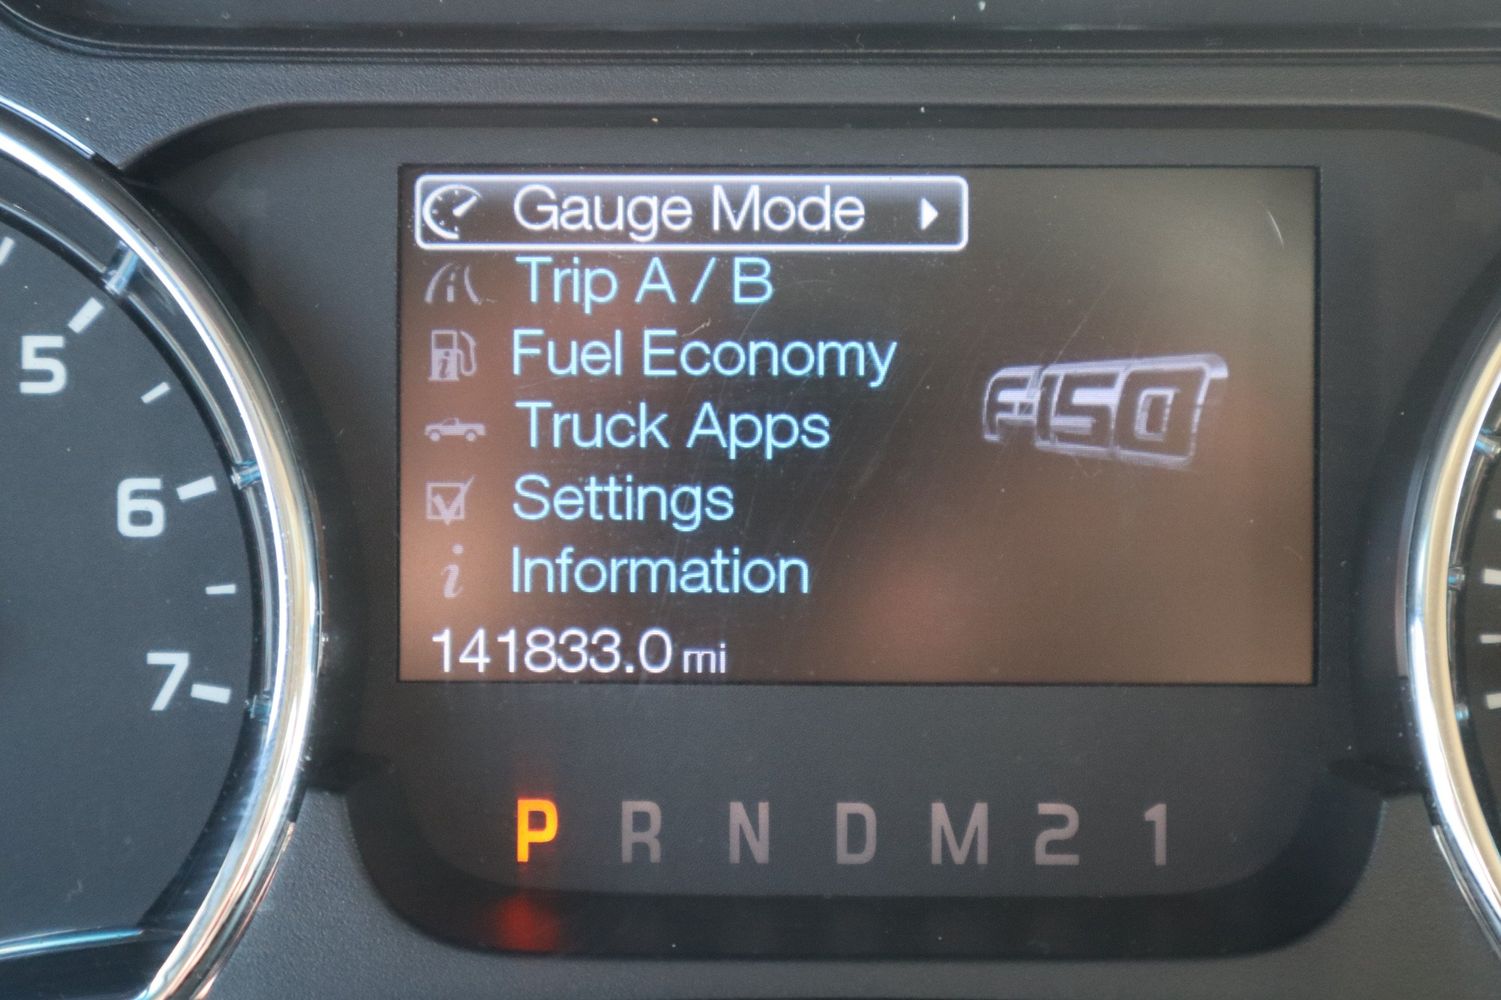 Gauge Mode
Trip A / B
Fuel Economy
Truck Apps
Settings
Information
F-150
141833.0 mi
5
6
7
P R N D M 2 1